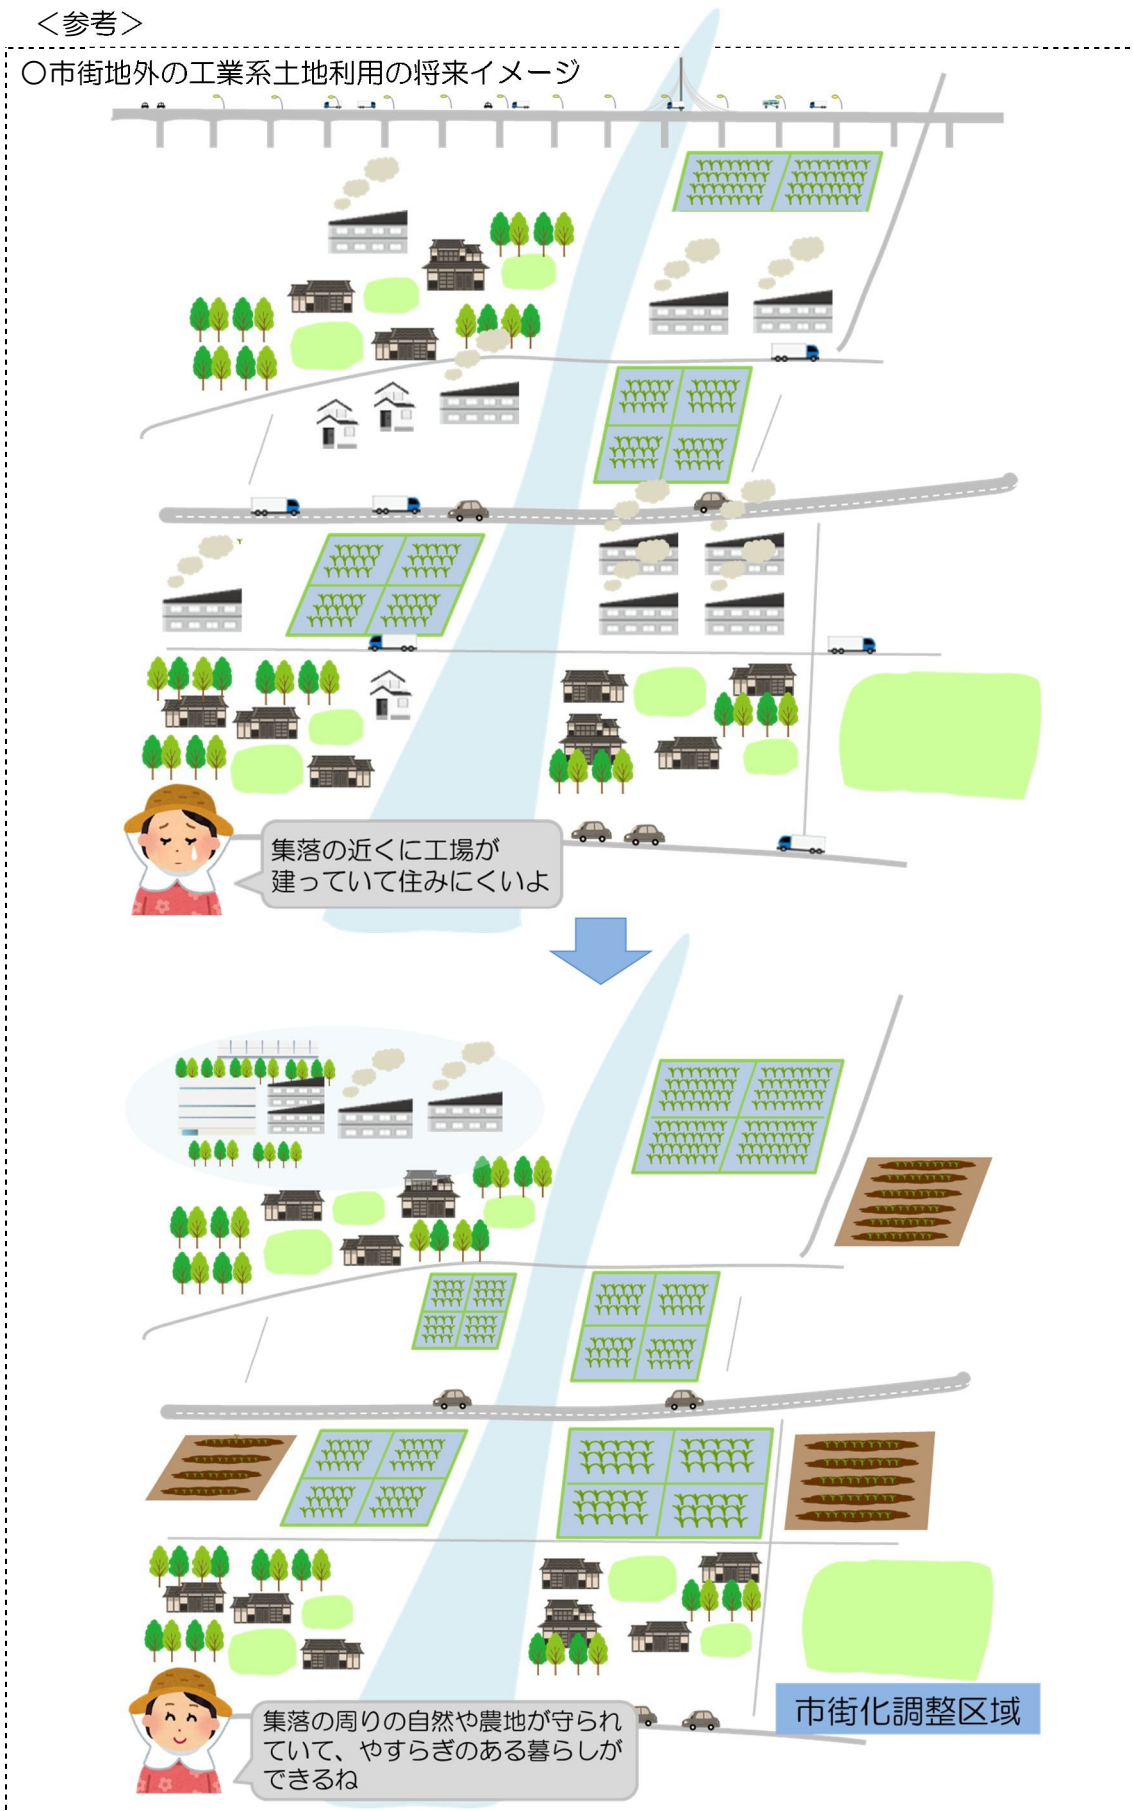 ＜参考＞
○市街地外の工業系土地利用の将来イメージ
集落の近くに工場が
建っていて住みにくいよ
市街化調整区域
集落の周りの自然や農地が守られ
ていて、やすらぎのある暮らしが
できるね